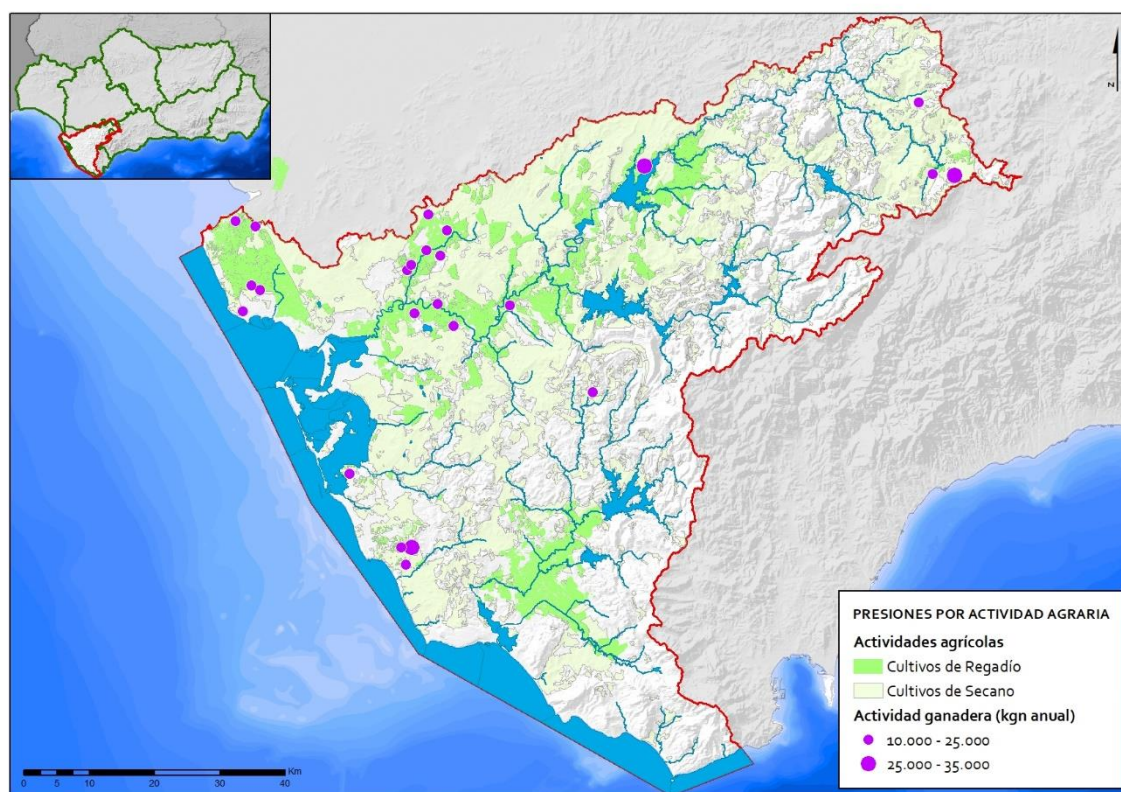 N
PRESIONES POR ACTIVIDAD AGRARIA
Actividades agrícolas
Cultivos de Regadío
Cultivos de Secano
Actividad ganadera (kgn anual)
10.000 - 25.000
25.000 - 35.000
Km
0 5 10 20 30 40